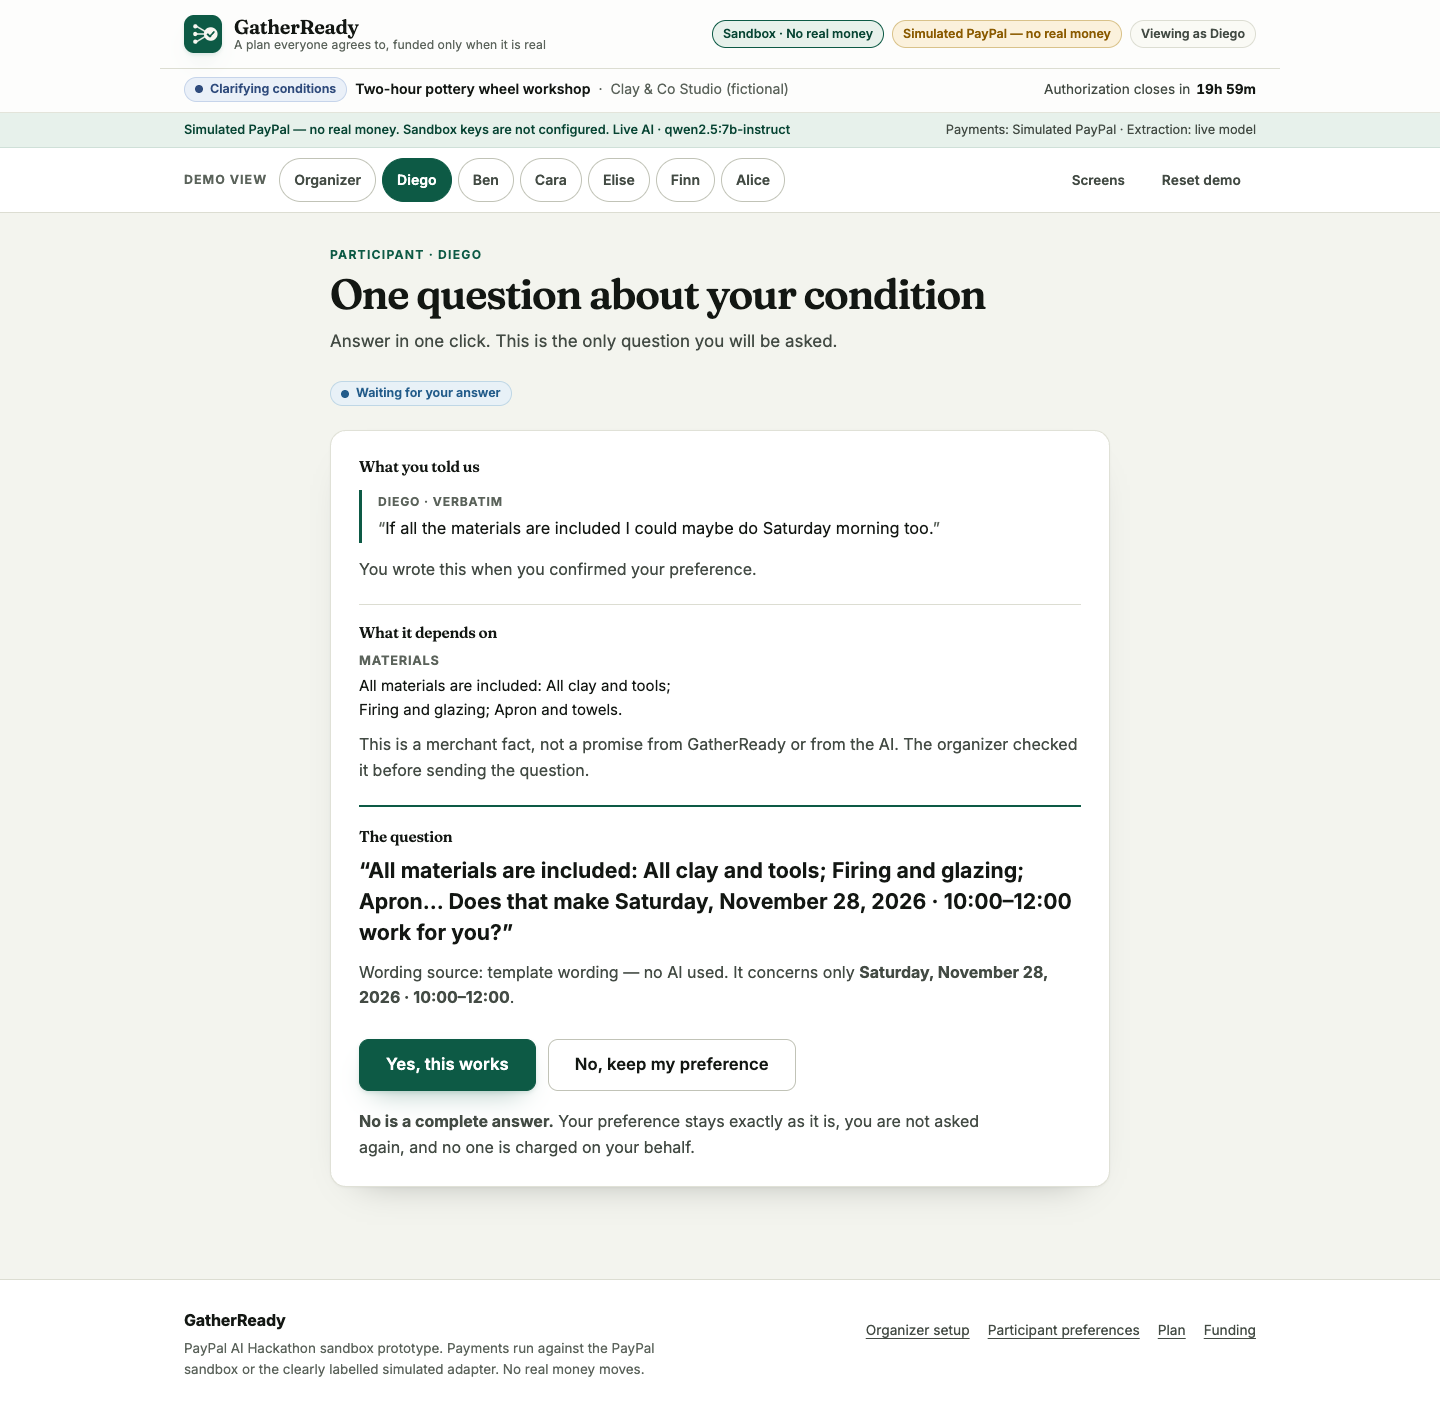 GatherReady
A plan everyone agrees to, funded only when it is real
Sandbox · No real money
Simulated PayPal — no real money
Viewing as Diego
Clarifying conditions
Two-hour pottery wheel workshop · Clay & Co Studio (fictional)
Authorization closes in 19h 59m
Simulated PayPal — no real money. Sandbox keys are not configured. Live AI · qwen2.5:7b-instruct
Payments: Simulated PayPal · Extraction: live model
DEMO VIEW
Organizer
Diego
Ben
Cara
Elise
Finn
Alice
Screens
Reset demo
PARTICIPANT · DIEGO
One question about your condition
Answer in one click. This is the only question you will be asked.
Waiting for your answer
What you told us
DIEGO · VERBATIM
“If all the materials are included I could maybe do Saturday morning too.”
You wrote this when you confirmed your preference.
What it depends on
MATERIALS
All materials are included: All clay and tools;
Firing and glazing; Apron and towels.
This is a merchant fact, not a promise from GatherReady or from the AI. The organizer checked
it before sending the question.
The question
“All materials are included: All clay and tools; Firing and glazing;
Apron… Does that make Saturday, November 28, 2026 · 10:00–12:00
work for you?”
Wording source: template wording — no AI used. It concerns only Saturday, November 28,
2026 · 10:00–12:00.
Yes, this works
No, keep my preference
No is a complete answer. Your preference stays exactly as it is, you are not asked
again, and no one is charged on your behalf.
GatherReady
PayPal AI Hackathon sandbox prototype. Payments run against the PayPal
sandbox or the clearly labelled simulated adapter. No real money moves.
Organizer setup
Participant preferences
Plan
Funding